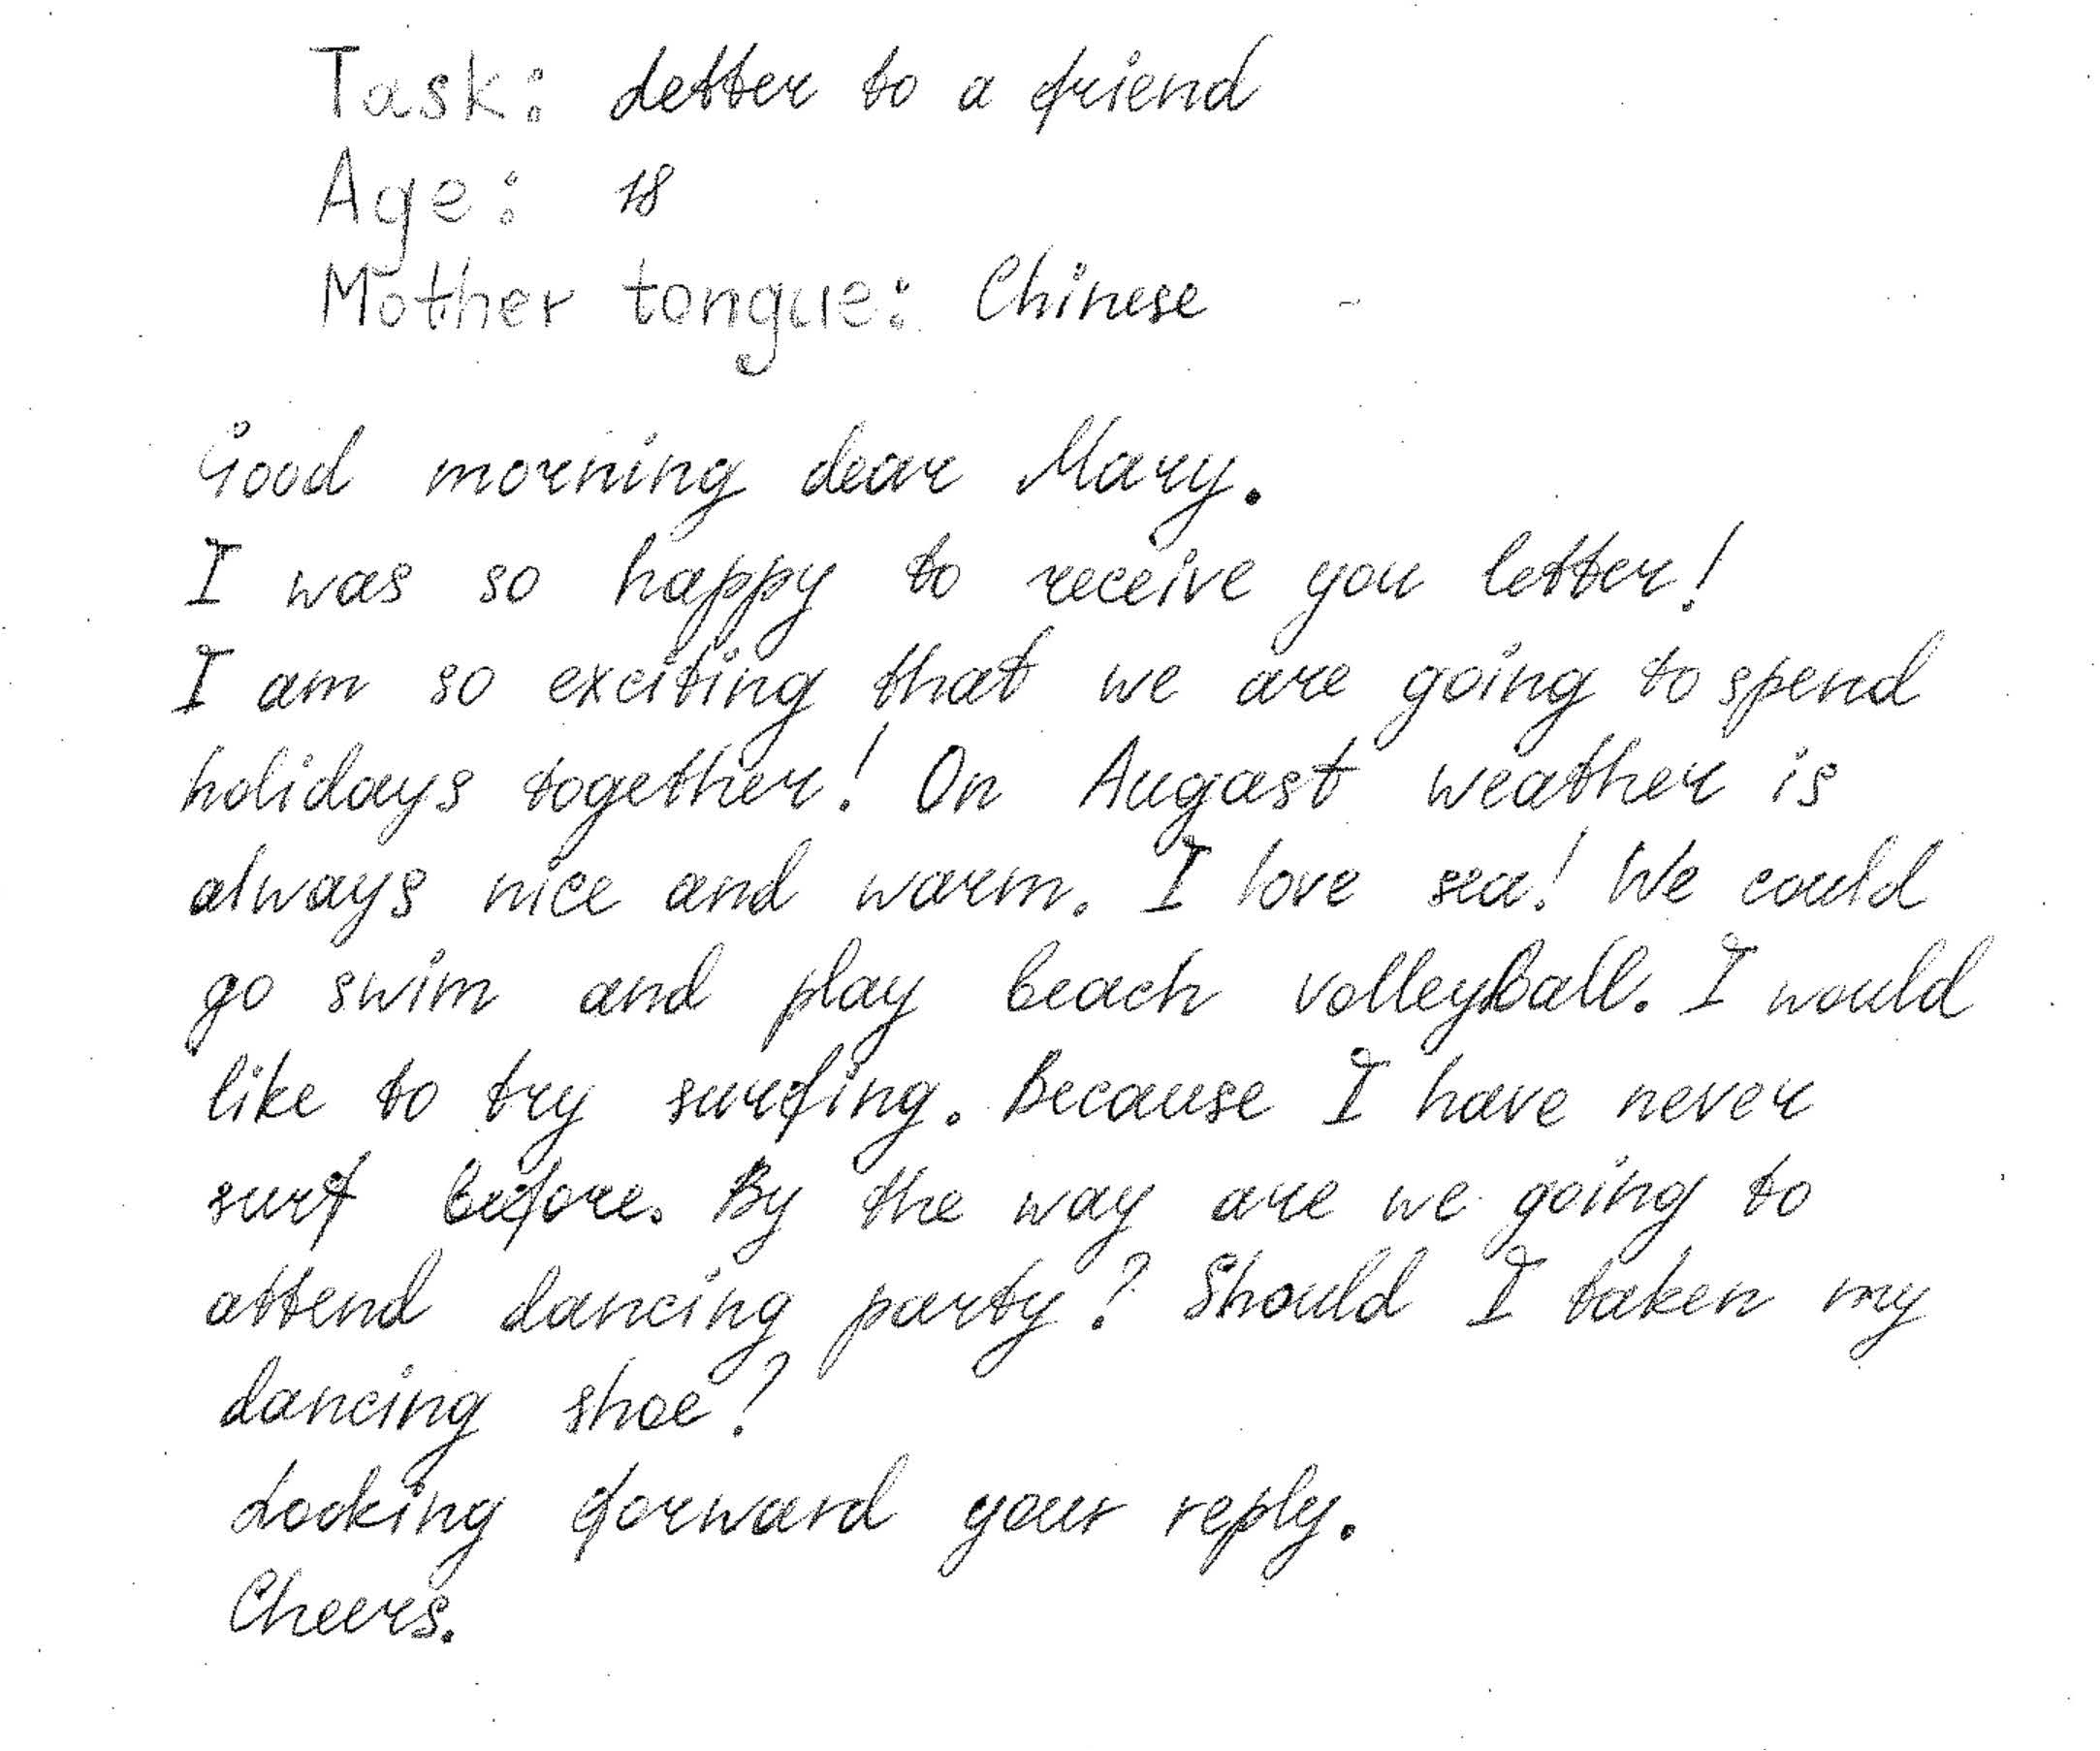 Task: Letter to a friend
Age: 18
Mother tongue: Chinese
Good morning dear Mary.
I was so happy to receive you letter!
I am so exciting that we are going to spend
holidays together! On Augast weather is
always nice and warm. I love sea! We could
go swim and play beach volleyball. I would
like to try surfing. Because I have never
surf before. By the way are we going to
attend dancing party? Should I taken my
dancing shoe?
Looking forward your reply.
Cheers.